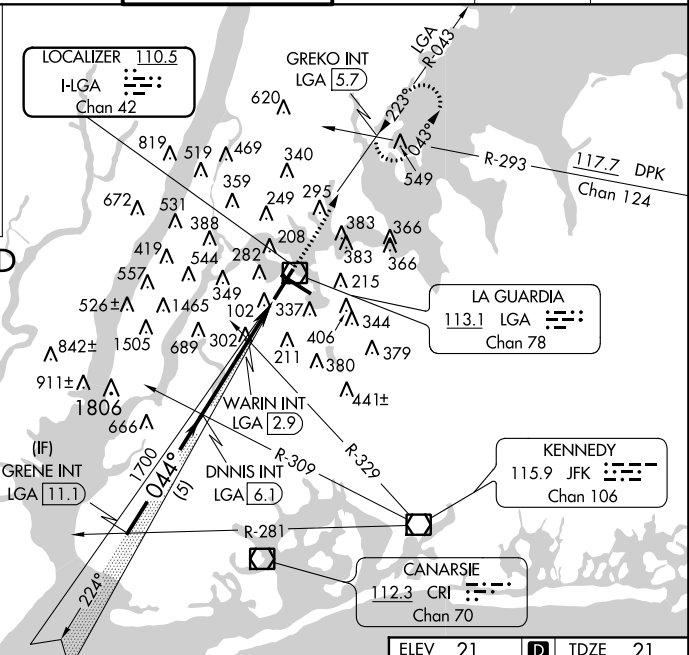 LOCALIZER 110.5
I-LGA
Chan 42
GREKO INT
LGA 5.7
LGA
R-043
223°
043°
R-293
117.7 DPK
Chan 124
549
620
819
519
469
340
359
295
672
531
249
388
208
383
366
383
366
419
544
282
557
349
215
526±
1465
102
337
344
406
1505
689
302
211
380
379
842±
911±
1806
441±
666
D
LA GUARDIA
113.1 LGA
Chan 78
WARIN INT
LGA 2.9
(IF)
GRENE INT
LGA 11.1
1700
044°
(5)
DNNIS INT
LGA 6.1
R-309
R-329
KENNEDY
115.9 JFK
Chan 106
R-281
224°
CANARSIE
112.3 CRI
Chan 70
ELEV 21 D TDZE 21